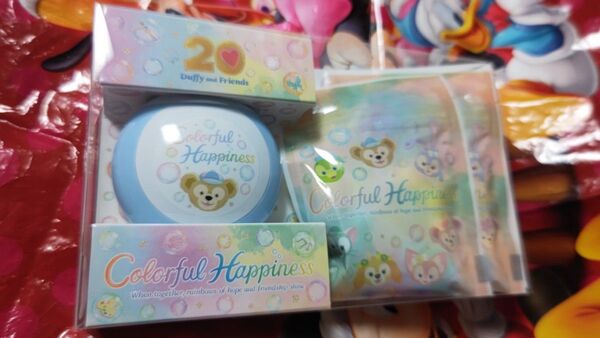 20
Duffy and Friends
Colorful
Happiness
Colorful Happiness
When together, rainbows of hope and friendship shine
Colorful Happiness